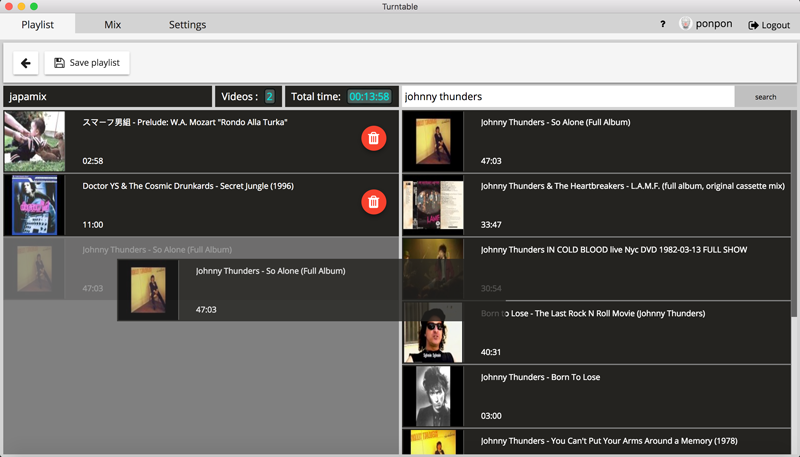 Turntable
Playlist
Mix
Settings
?
ponpon
Logout
Save playlist
japamix
Videos : 2
Total time: 00:13:58
johnny thunders
search
スマーフ男組 - Prelude: W.A. Mozart "Rondo Alla Turka"
02:58
Doctor YS & The Cosmic Drunkards - Secret Jungle (1996)
11:00
Johnny Thunders - So Alone (Full Album)
47:03
Johnny Thunders - So Alone (Full Album)
47:03
Johnny Thunders - So Alone (Full Album)
47:03
Johnny Thunders & The Heartbreakers - L.A.M.F. (full album, original cassette mix)
33:47
Johnny Thunders IN COLD BLOOD live Nyc DVD 1982-03-13 FULL SHOW
30:54
Born to Lose - The Last Rock N Roll Movie (Johnny Thunders)
40:31
Johnny Thunders - Born To Lose
03:00
Johnny Thunders - You Can't Put Your Arms Around a Memory (1978)